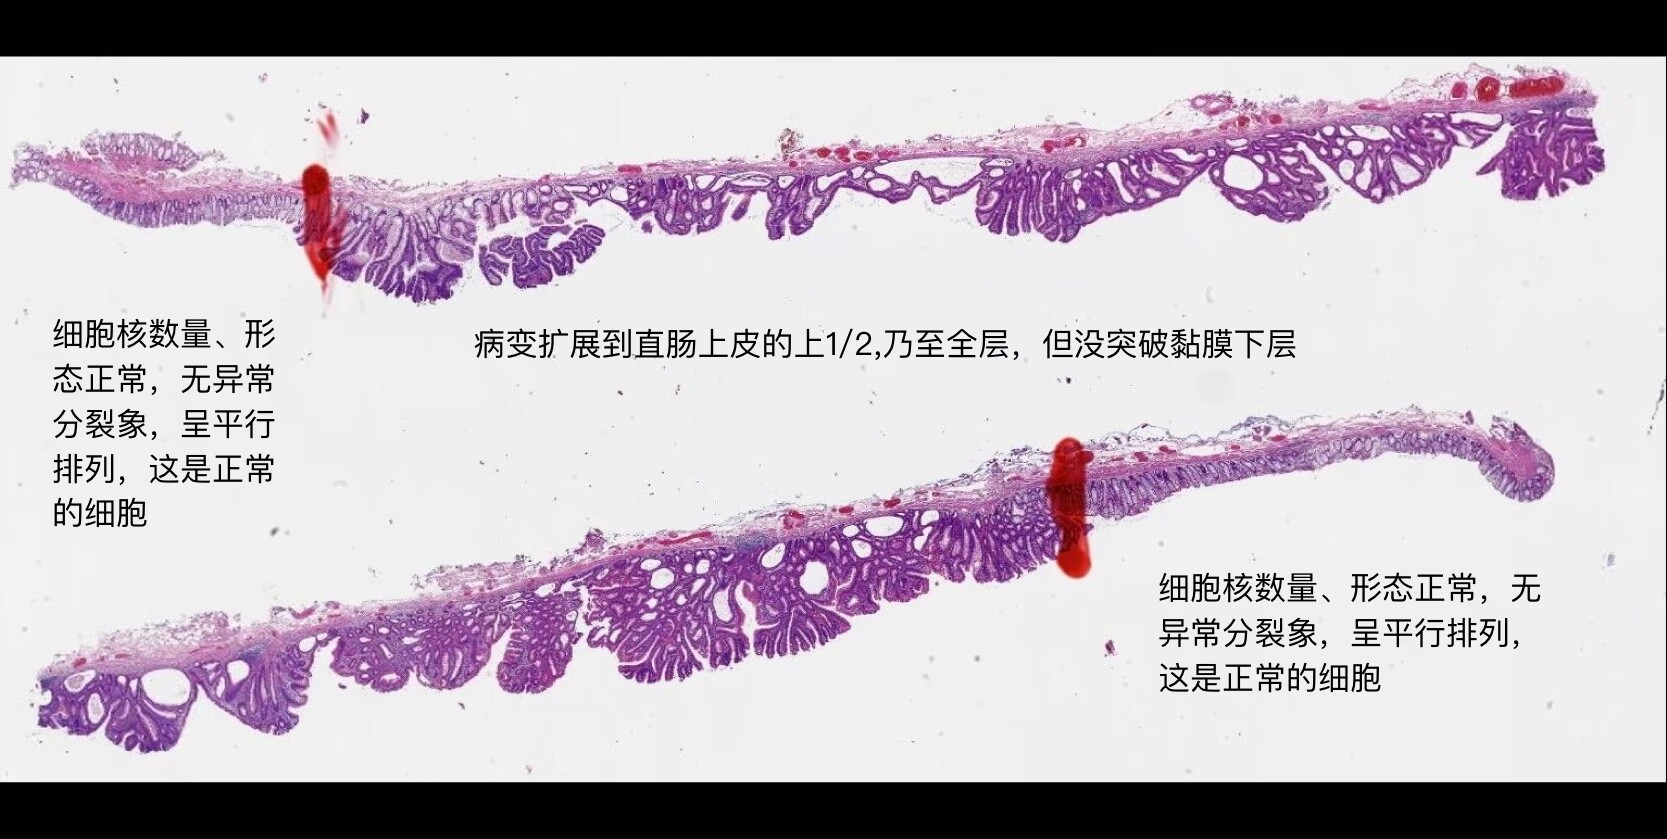 细胞核数量、形
态正常，无异常
分裂象，呈平行
排列，这是正常
的细胞
病变扩展到直肠上皮的上1/2,乃至全层，但没突破黏膜下层
细胞核数量、形态正常，无
异常分裂象，呈平行排列，
这是正常的细胞